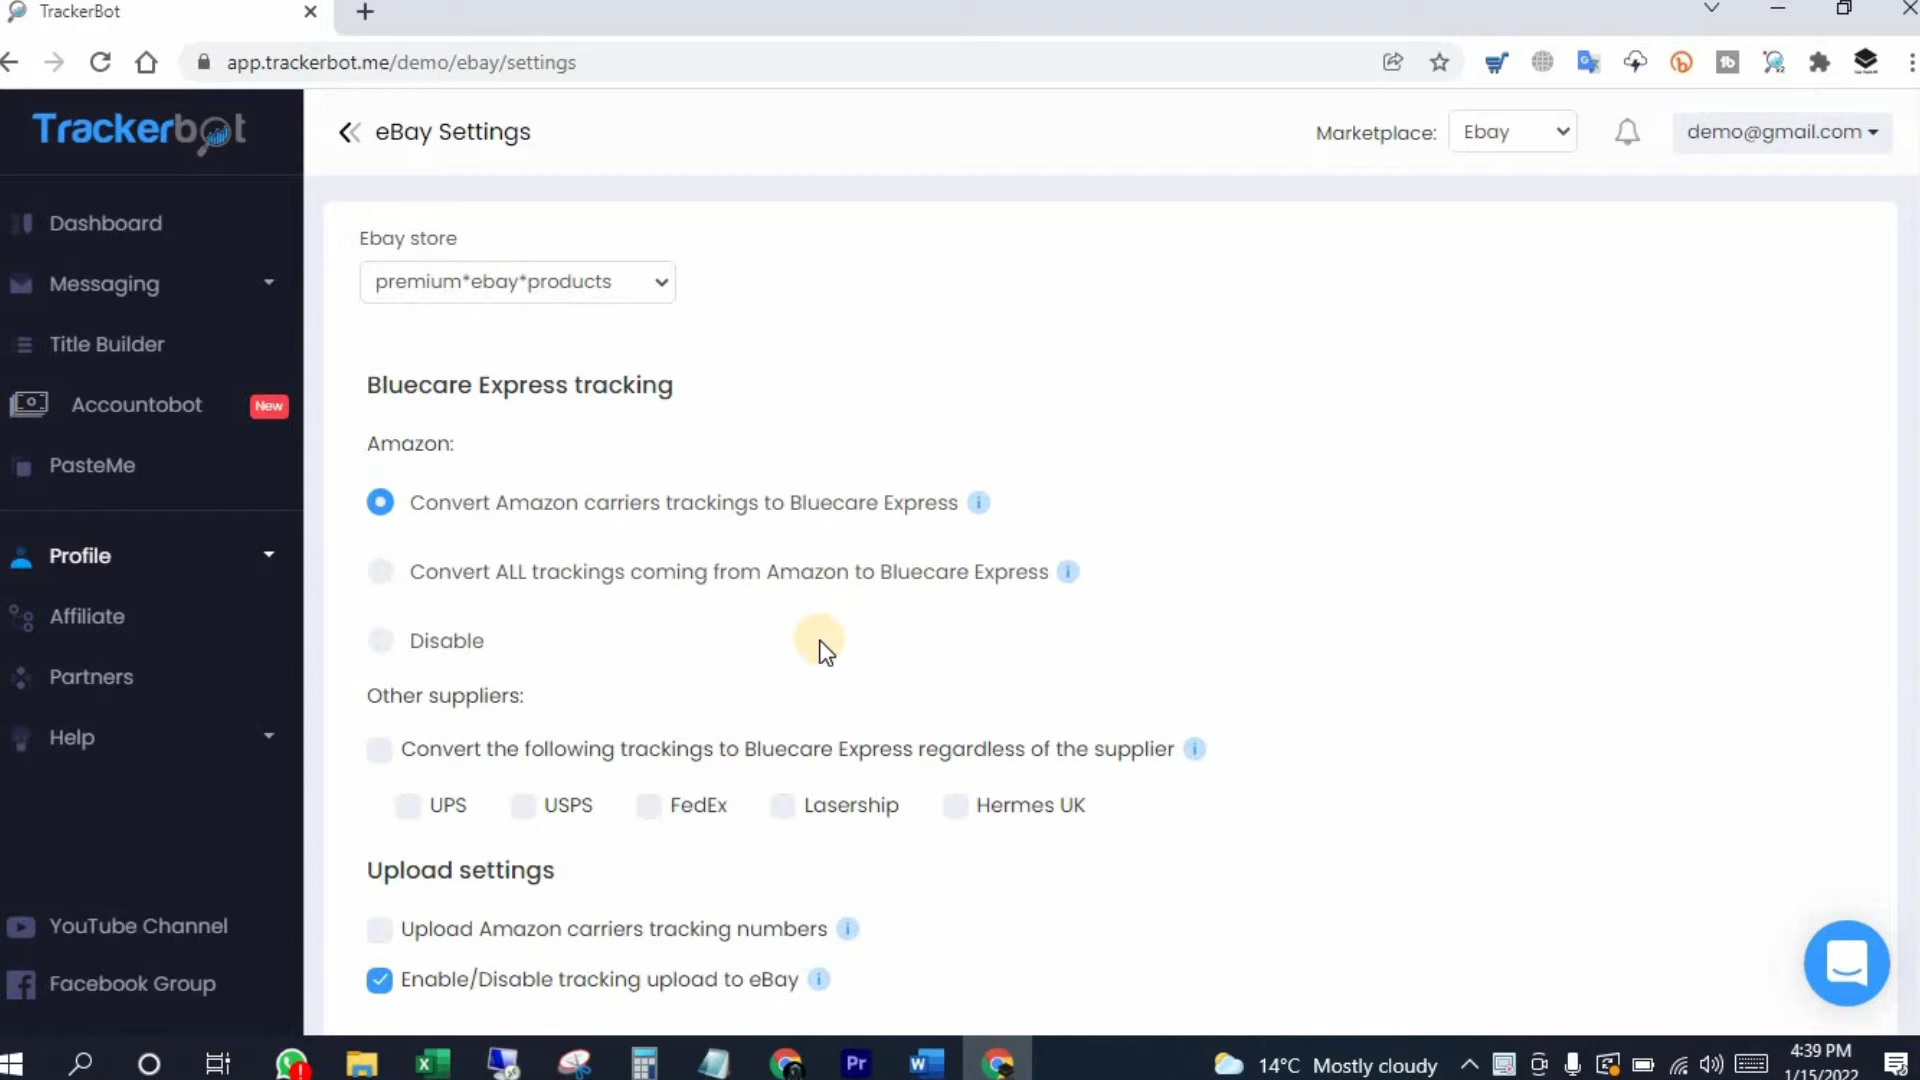 TrackerBot
app.trackerbot.me/demo/ebay/settings
Trackerbot
eBay Settings
Marketplace: Ebay
demo@gmail.com
Dashboard
Messaging
Title Builder
Accountobot New
PasteMe
Profile
Affiliate
Partners
Help
YouTube Channel
Facebook Group
Ebay store
premium*ebay*products
Bluecare Express tracking
Amazon:
Convert Amazon carriers trackings to Bluecare Express i
Convert ALL trackings coming from Amazon to Bluecare Express i
Disable
Other suppliers:
Convert the following trackings to Bluecare Express regardless of the supplier i
UPS USPS FedEx Lasership Hermes UK
Upload settings
Upload Amazon carriers tracking numbers i
Enable/Disable tracking upload to eBay i
14°C Mostly cloudy
4:39 PM
1/15/2022